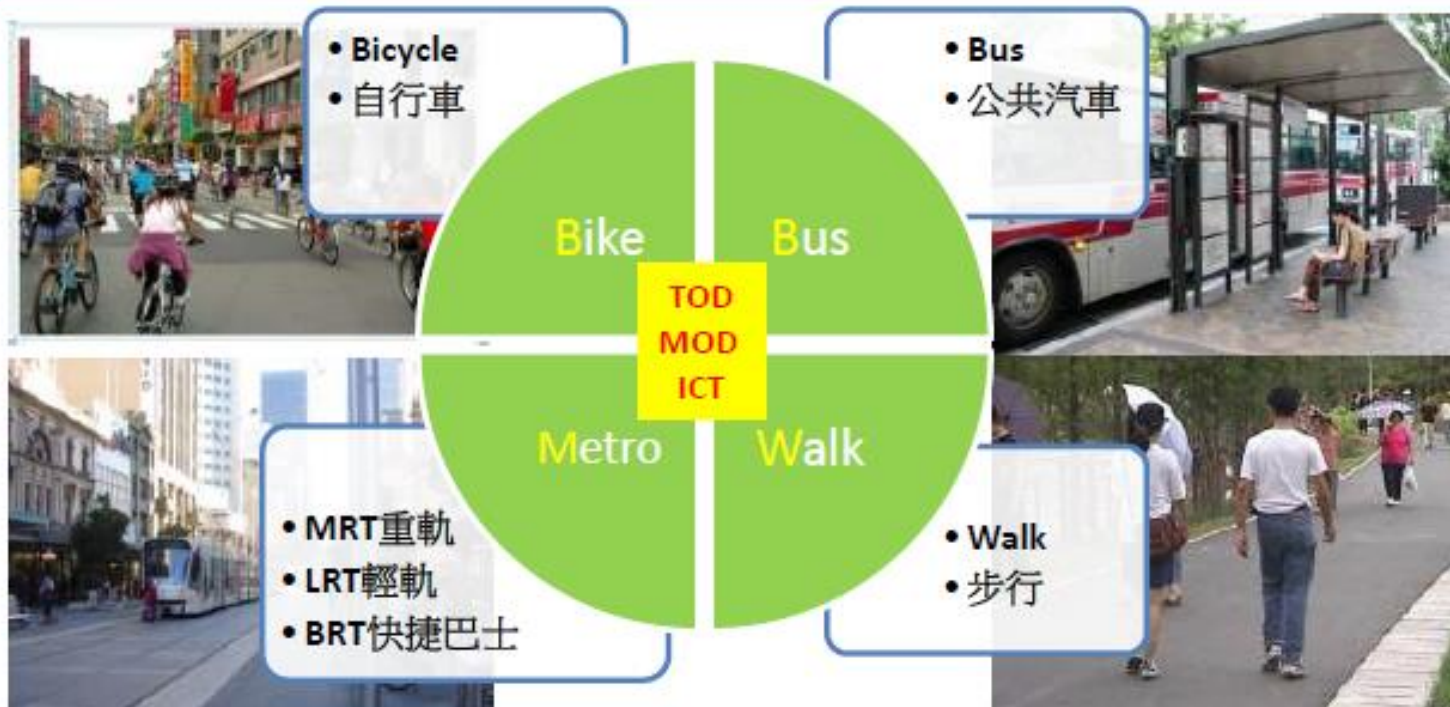 • Bicycle
• 自行車
• Bus
• 公共汽車
Bike
Bus
TOD
MOD
ICT
Metro
Walk
• MRT重軌
• LRT輕軌
• BRT快捷巴士
• Walk
• 步行